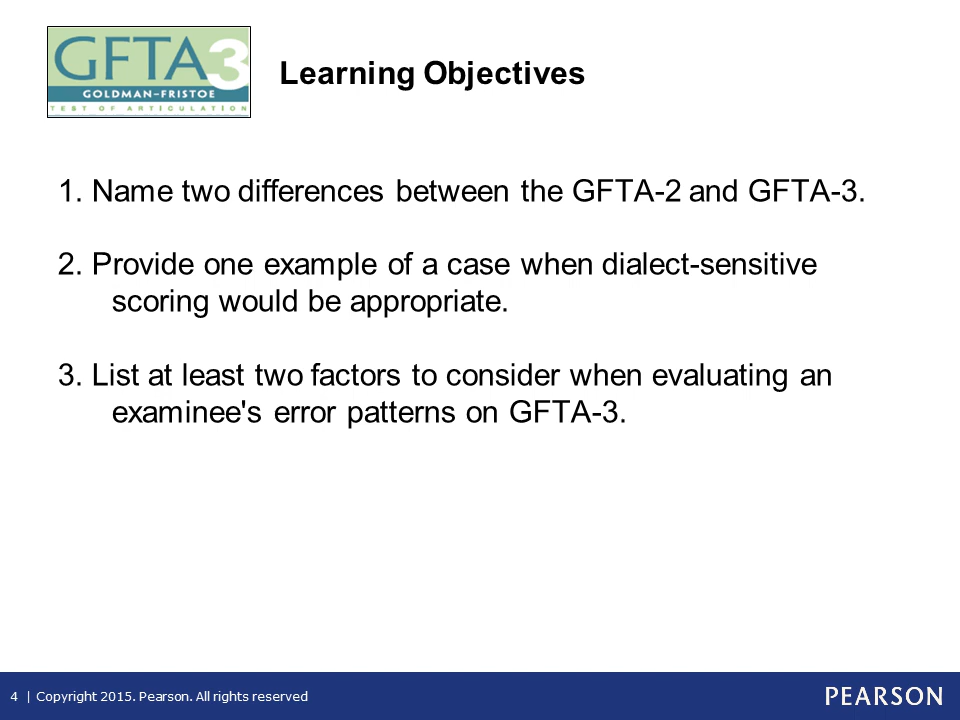 GFTA3
GOLDMAN-FRISTOE
TEST OF ARTICULATION
Learning Objectives
1. Name two differences between the GFTA-2 and GFTA-3.
2. Provide one example of a case when dialect-sensitive
scoring would be appropriate.
3. List at least two factors to consider when evaluating an
examinee's error patterns on GFTA-3.
4 | Copyright 2015. Pearson. All rights reserved
PEARSON